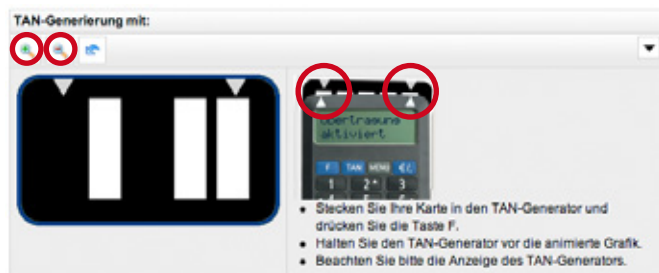 TAN-Generierung mit:
Übertragung
aktiviert
F TAN MENÜ
1 2 3
• Stecken Sie Ihre Karte in den TAN-Generator und
drücken Sie die Taste F.
• Halten Sie den TAN-Generator vor die animierte Grafik.
• Beachten Sie bitte die Anzeige des TAN-Generators.